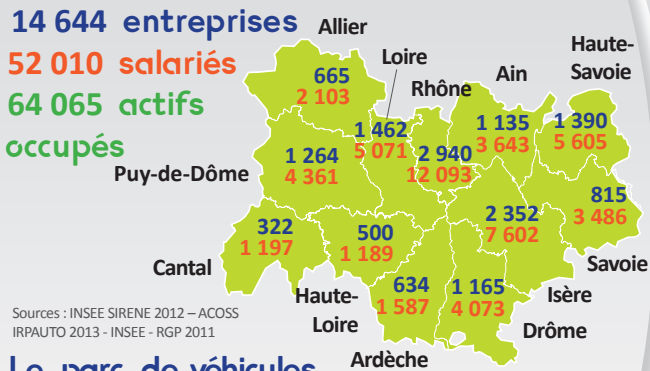 14 644 entreprises
52 010 salariés
64 065 actifs
occupés
Allier
665
2 103
Loire
1 462
5 071
Rhône
2 940
12 093
Ain
1 135
3 643
Haute-
Savoie
1 390
5 605
Puy-de-Dôme
1 264
4 361
815
3 486
Savoie
2 352
7 602
Isère
322
1 197
Cantal
500
1 189
Haute-
Loire
634
1 587
Ardèche
1 165
4 073
Drôme
Sources : INSEE SIRENE 2012 – ACOSS
IRPAUTO 2013 - INSEE - RGP 2011
Le parc de véhicules